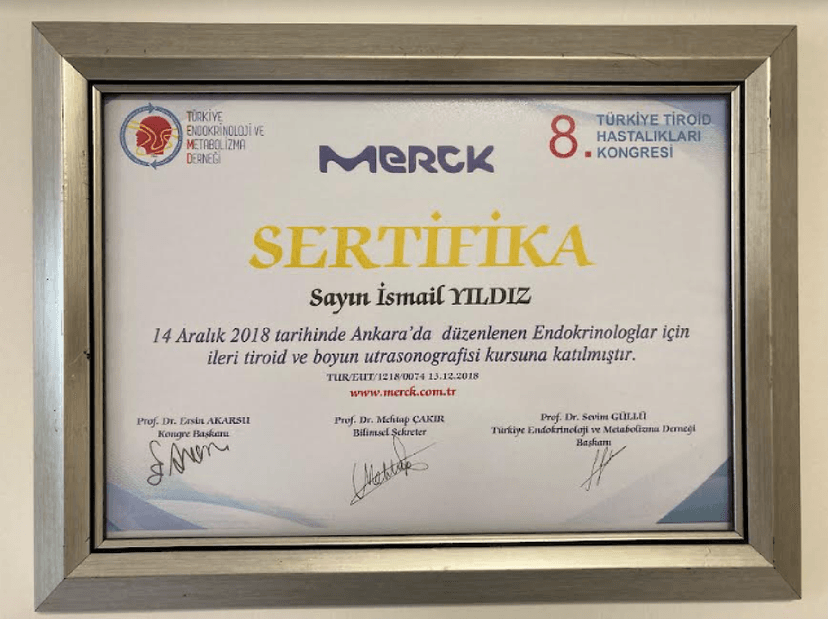 TÜRKİYE
ENDOKRİNOLOJİ VE
METABOLİZMA
DERNEĞİ
MERCK
8. TÜRKİYE TİROİD
HASTALIKLARI
KONGRESİ
SERTİFİKA
Sayın İsmail YILDIZ
14 Aralık 2018 tarihinde Ankara'da düzenlenen Endokrinologlar için
ileri tiroid ve boyun utrasonografisi kursuna katılmıştır.
TUR/EUT/1218/0074 13.12.2018
www.merck.com.tr
Prof. Dr. Ersin AKARSU
Kongre Başkanı
Prof. Dr. Mehtap ÇAKIR
Bilimsel Sekreter
Prof. Dr. Sevim GÜLLÜ
Türkiye Endokrinoloji ve Metabolizma Derneği
Başkanı